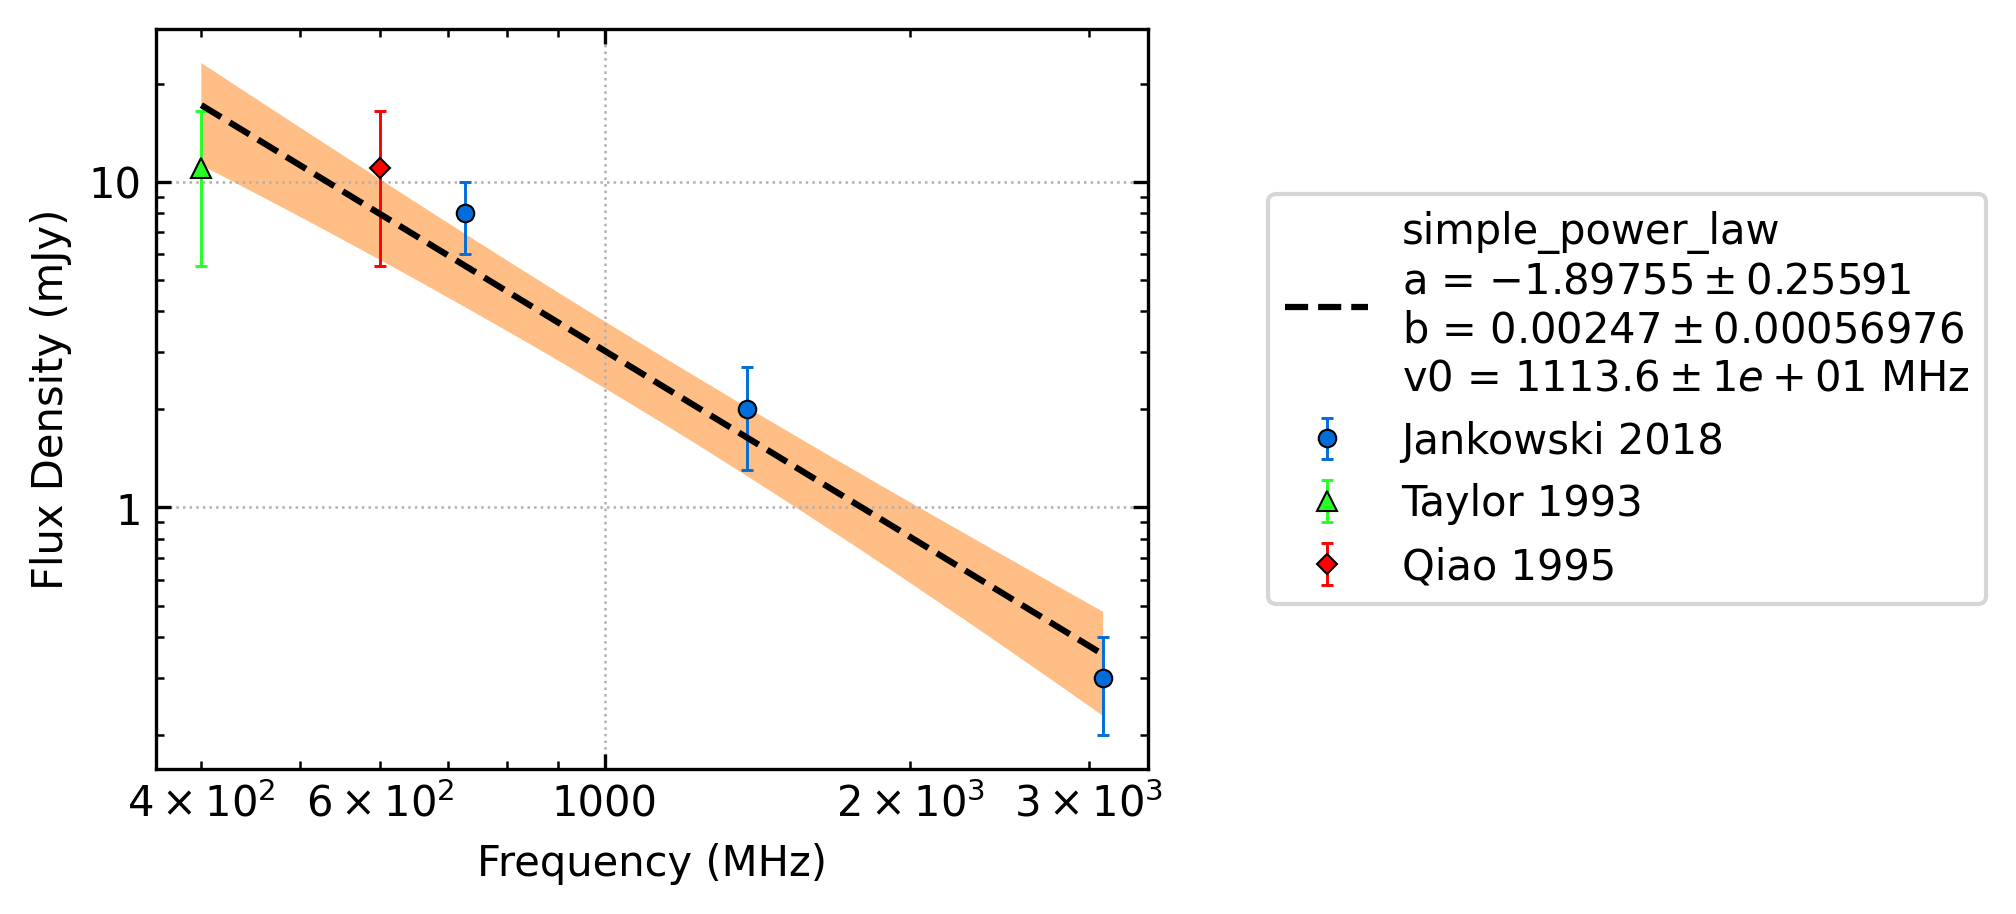 Flux Density (mJy)
10
1
4 × 10²
6 × 10²
1000
2 × 10³
3 × 10³
Frequency (MHz)
simple_power_law
a = −1.89755 ± 0.25591
b = 0.00247 ± 0.00056976
v0 = 1113.6 ± 1e + 01 MHz
Jankowski 2018
Taylor 1993
Qiao 1995